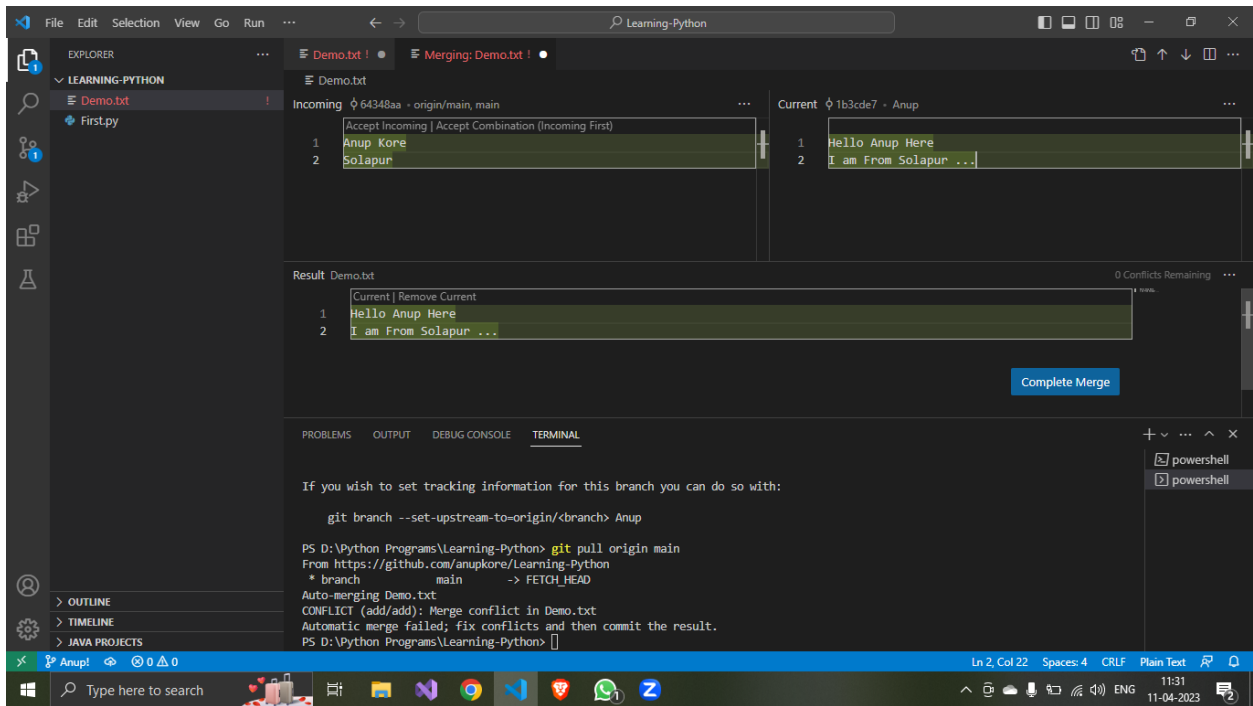 File Edit Selection View Go Run ··· ← → Learning-Python
EXPLORER ···
LEARNING-PYTHON
Demo.txt !
First.py
OUTLINE
TIMELINE
JAVA PROJECTS
Demo.txt ! ● Merging: Demo.txt ! ●
Demo.txt
Incoming 64348aa · origin/main, main ···
Accept Incoming | Accept Combination (Incoming First)
1 Anup Kore
2 Solapur
Current 1b3cde7 · Anup ···
1 Hello Anup Here
2 I am From Solapur ...
Result Demo.txt 0 Conflicts Remaining ···
Current | Remove Current
1 Hello Anup Here
2 I am From Solapur ...
Complete Merge
PROBLEMS OUTPUT DEBUG CONSOLE TERMINAL
If you wish to set tracking information for this branch you can do so with:
git branch --set-upstream-to=origin/<branch> Anup
PS D:\Python Programs\Learning-Python> git pull origin main
From https://github.com/anupkore/Learning-Python
* branch main -> FETCH_HEAD
Auto-merging Demo.txt
CONFLICT (add/add): Merge conflict in Demo.txt
Automatic merge failed; fix conflicts and then commit the result.
PS D:\Python Programs\Learning-Python>
powershell
powershell
Anup! 0 0 Ln 2, Col 22 Spaces: 4 CRLF Plain Text
Type here to search ENG 11:31
11-04-2023 2